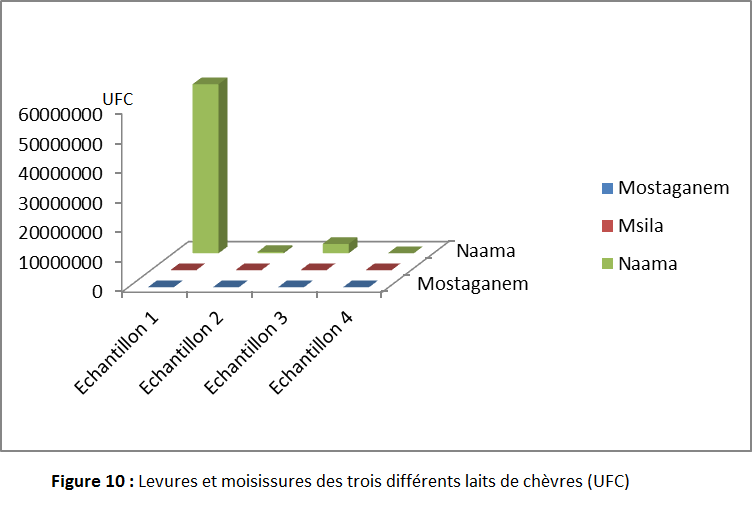 UFC
60000000
50000000
40000000
30000000
20000000
10000000
0
Echantillon 1
Echantillon 2
Echantillon 3
Echantillon 4
Naama
Mostaganem
Mostaganem
Msila
Naama
Figure 10 : Levures et moisissures des trois différents laits de chèvres (UFC)